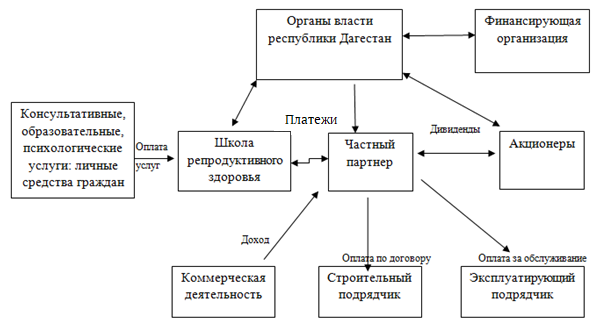 Органы власти
республики Дагестан
Финансирующая
организация
Консультативные,
образовательные,
психологические
услуги: личные
средства граждан
Оплата
услуг
Школа
репродуктивного
здоровья
Платежи
Частный
партнер
Дивиденды
Акционеры
Доход
Оплата по договору
Оплата за обслуживание
Коммерческая
деятельность
Строительный
подрядчик
Эксплуатирующий
подрядчик